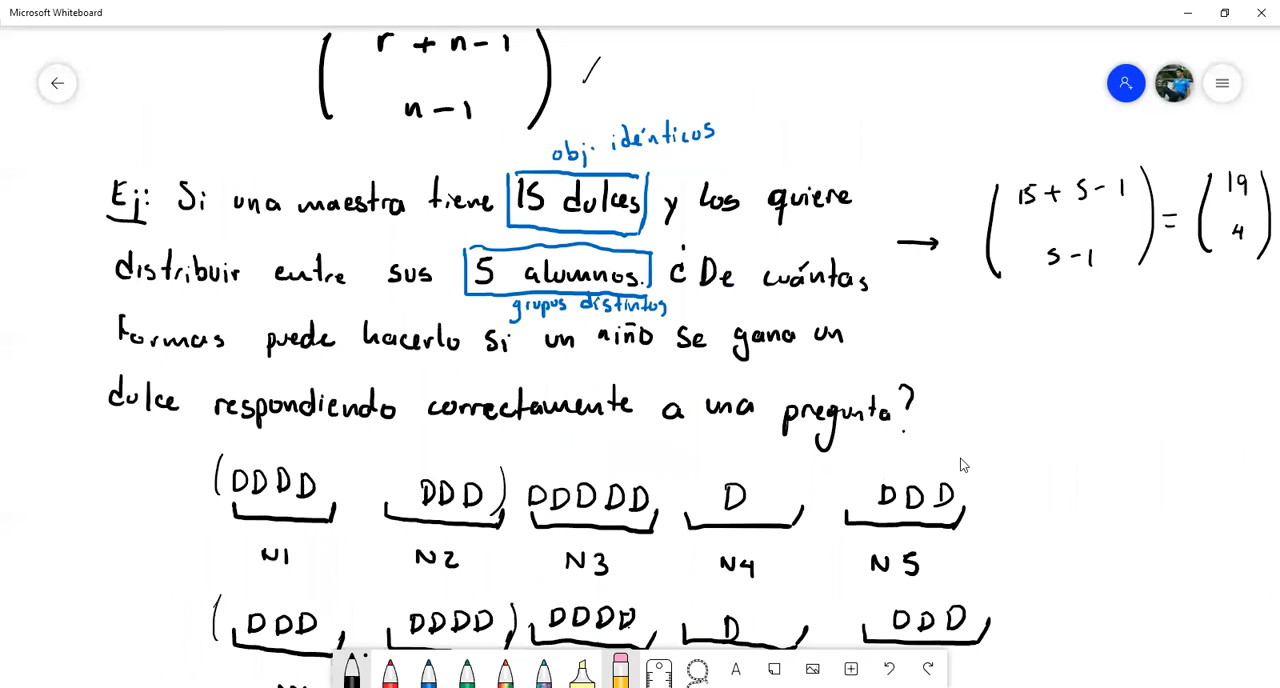 Microsoft Whiteboard
r + n - 1
n - 1
obj. idénticos
Ej: Si una maestra tiene 15 dulces y los quiere
distribuir entre sus 5 alumnos. ¿De cuántas
grupos distintos
formas puede hacerlo si un niño se gana un
dulce respondiendo correctamente a una pregunta?
→ (15 + 5 - 1
5 - 1) = (19
4)
(DDDD DDD) DDDDD D DDD
N1 N2 N3 N4 N5
(DDD DDDD) DDDD D DDD
A